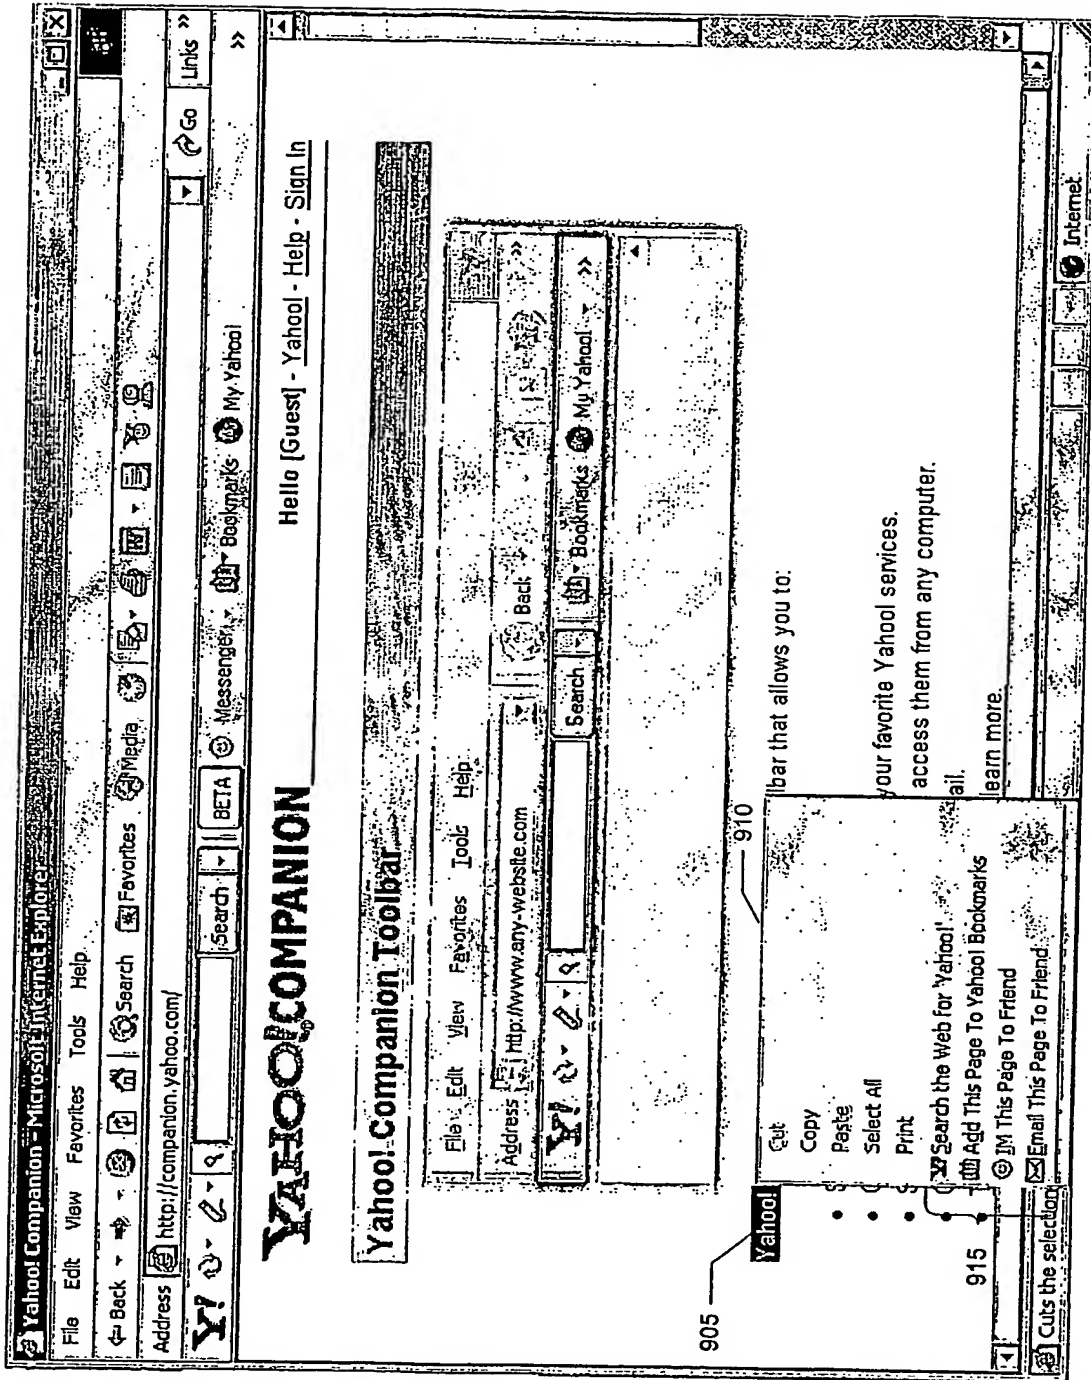 Yahoo! Companion - Microsoft Internet Explorer
File Edit View Favorites Tools Help
Back Search Favorites Media
Address http://companion.yahoo.com/ Go Links »
Y! Search BETA Messenger Bookmarks My Yahoo! »
YAHOO! COMPANION
Hello [Guest] - Yahoo! - Help - Sign In
Yahoo! Companion Toolbar
File Edit View Favorites Tools Help
Address http://www.any-website.com Back »
Y! Search Bookmarks My Yahoo! »
905
910
Yahoo!
lbar that allows you to:
Cut
Copy
Paste
Select All
Print
Y! Search the Web for 'Yahoo!'
Add This Page To Yahoo! Bookmarks
IM This Page To Friend
Email This Page To Friend
your favorite Yahoo! services.
access them from any computer.
ail.
earn more.
915
Cuts the selection
Internet